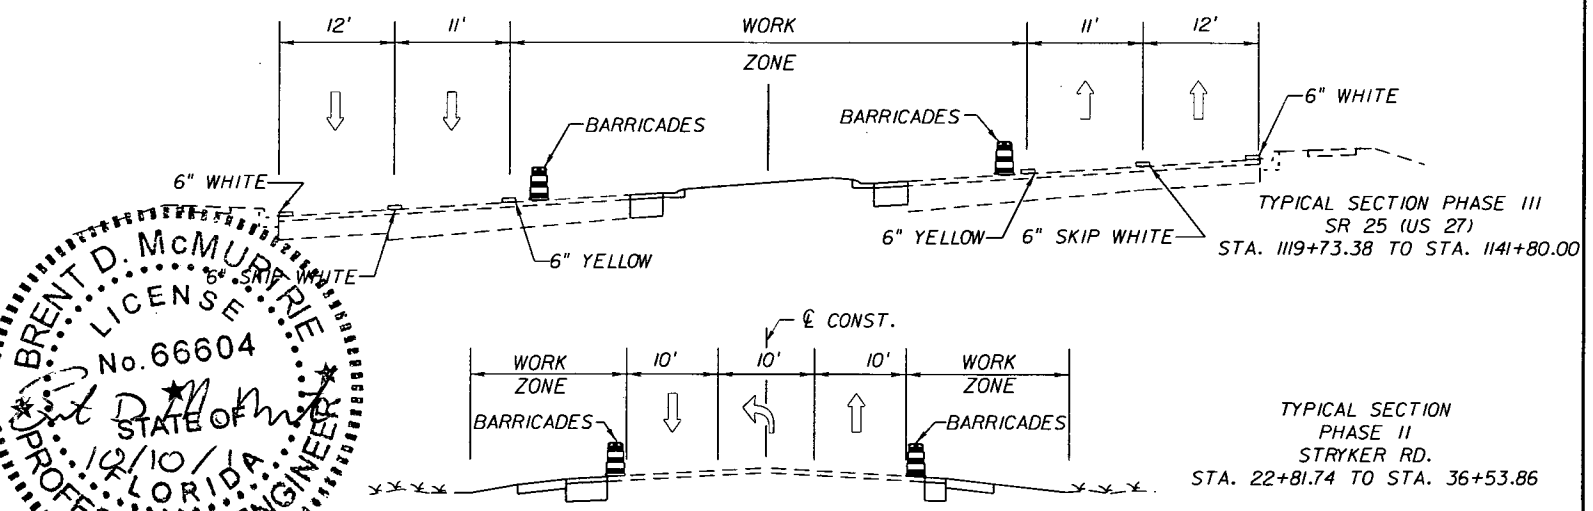 12' 11' WORK 11' 12'
ZONE
BARRICADES BARRICADES 6" WHITE
6" WHITE
6" SKIP WHITE 6" YELLOW 6" YELLOW 6" SKIP WHITE
TYPICAL SECTION PHASE III
SR 25 (US 27)
STA. 1119+73.38 TO STA. 1141+80.00
℄ CONST.
WORK 10' 10' 10' WORK
ZONE ZONE
BARRICADES BARRICADES
TYPICAL SECTION
PHASE II
STRYKER RD.
STA. 22+81.74 TO STA. 36+53.86
BRENT D. McMURTRIE
LICENSE
No. 66604
STATE OF
FLORIDA
ENGINEER